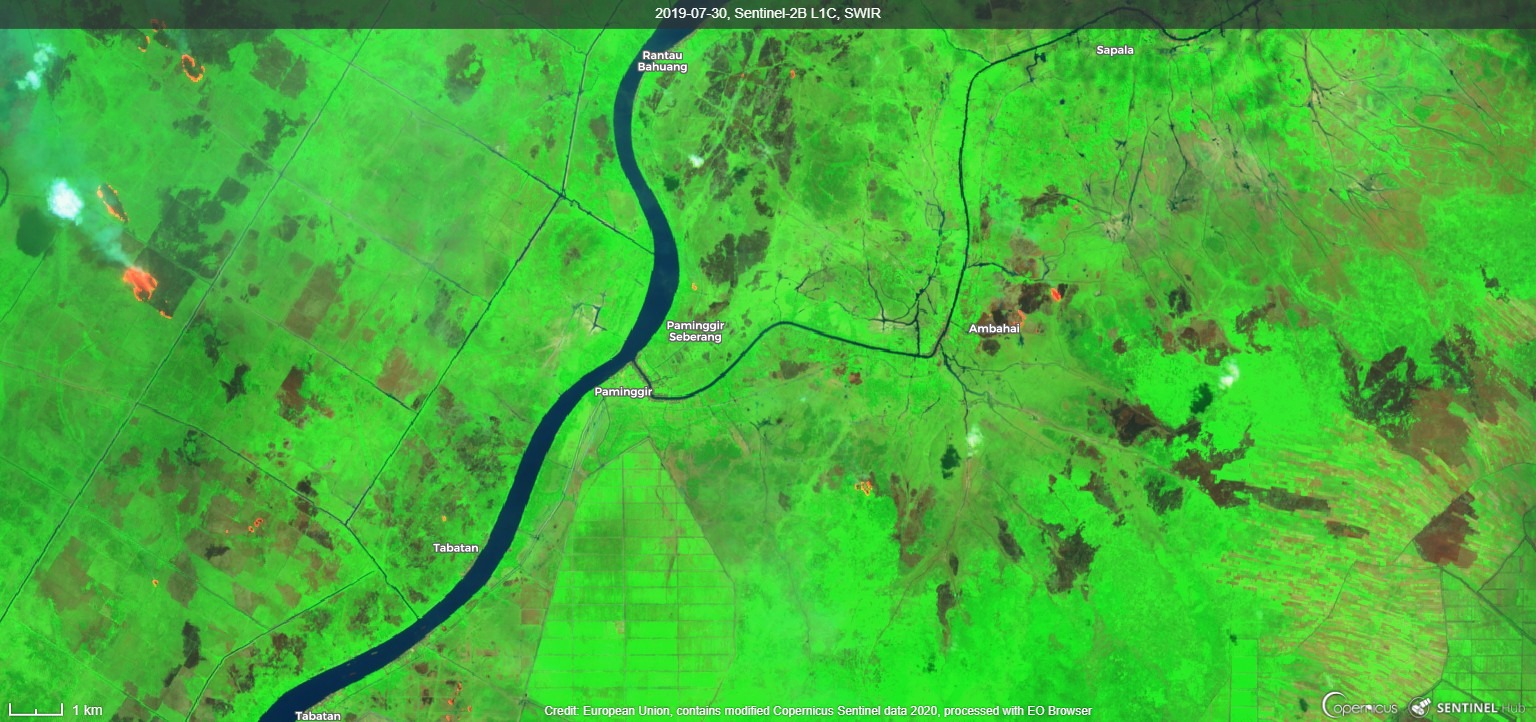 2019-07-30, Sentinel-2B L1C, SWIR
Sapala
Rantau
Bahuang
Paminggir
Seberang
Ambahai
Paminggir
Tabatan
Tabatan
1 km
Credit: European Union, contains modified Copernicus Sentinel data 2020, processed with EO Browser
opernicus
SENTINEL Hub